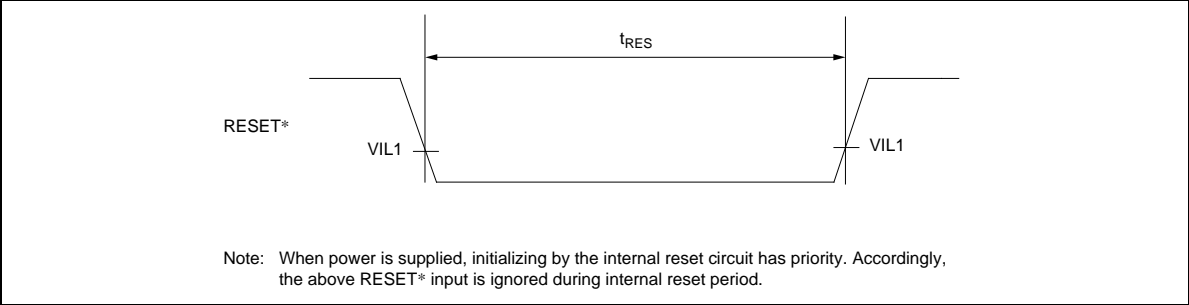 tRES
RESET*
VIL1
VIL1
Note: When power is supplied, initializing by the internal reset circuit has priority. Accordingly,
the above RESET* input is ignored during internal reset period.